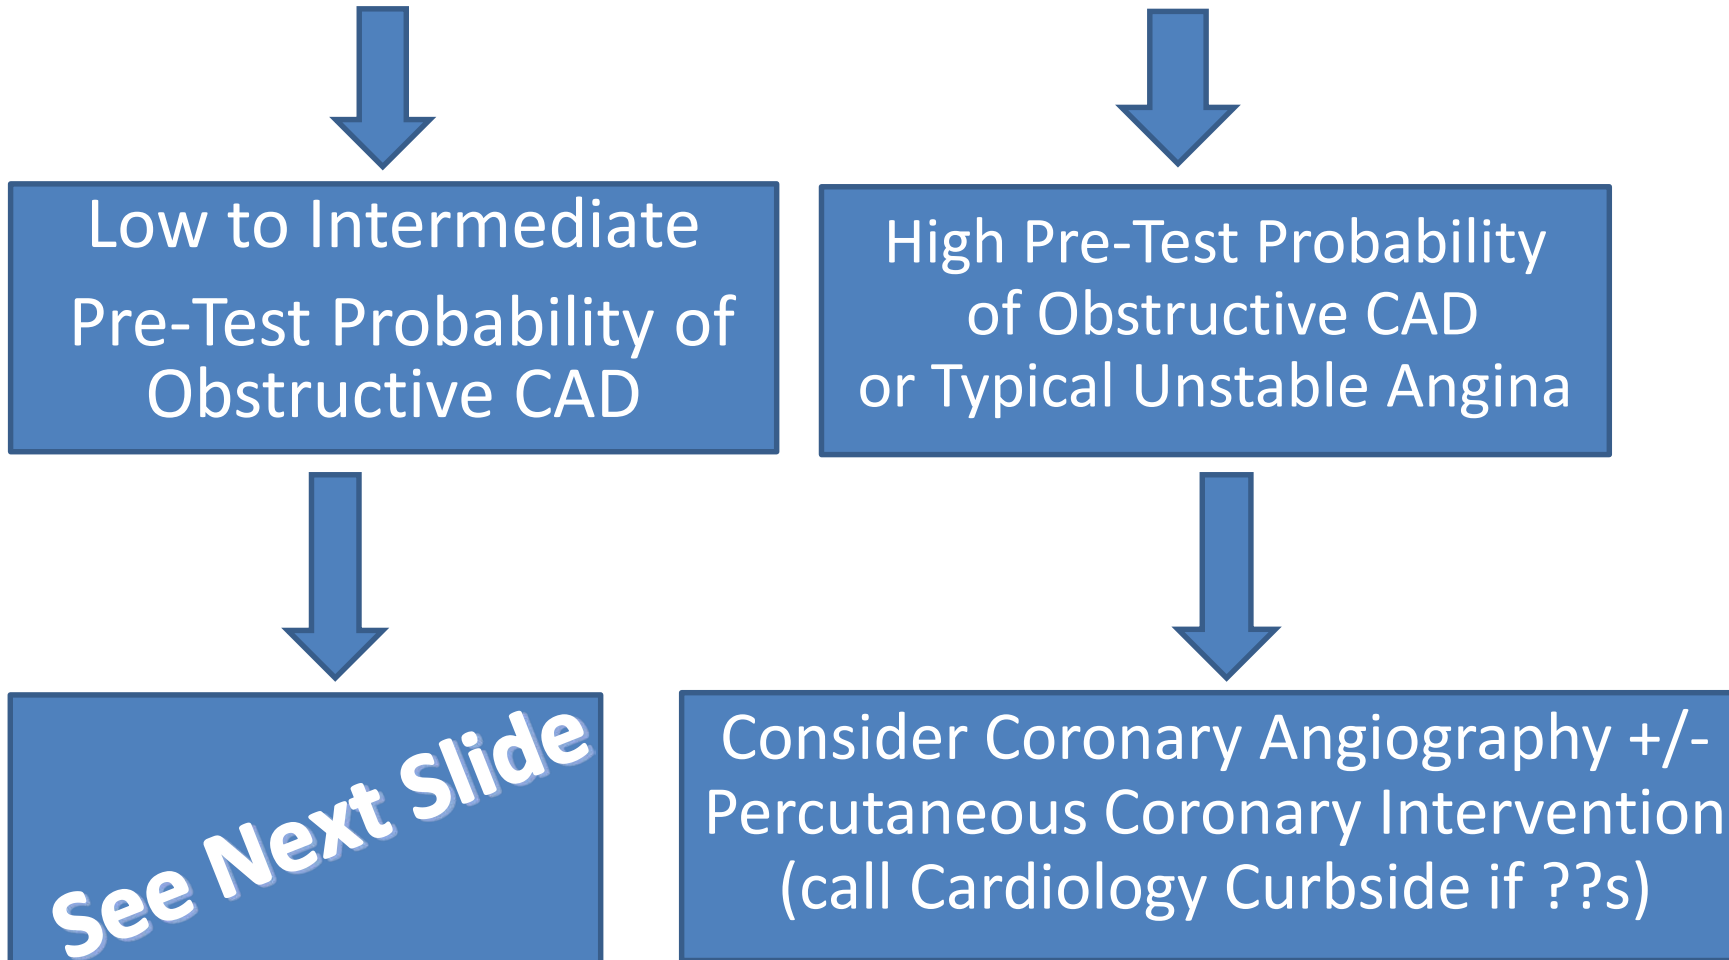 Low to Intermediate
Pre-Test Probability of
Obstructive CAD
High Pre-Test Probability
of Obstructive CAD
or Typical Unstable Angina
See Next Slide
Consider Coronary Angiography +/-
Percutaneous Coronary Intervention
(call Cardiology Curbside if ??s)